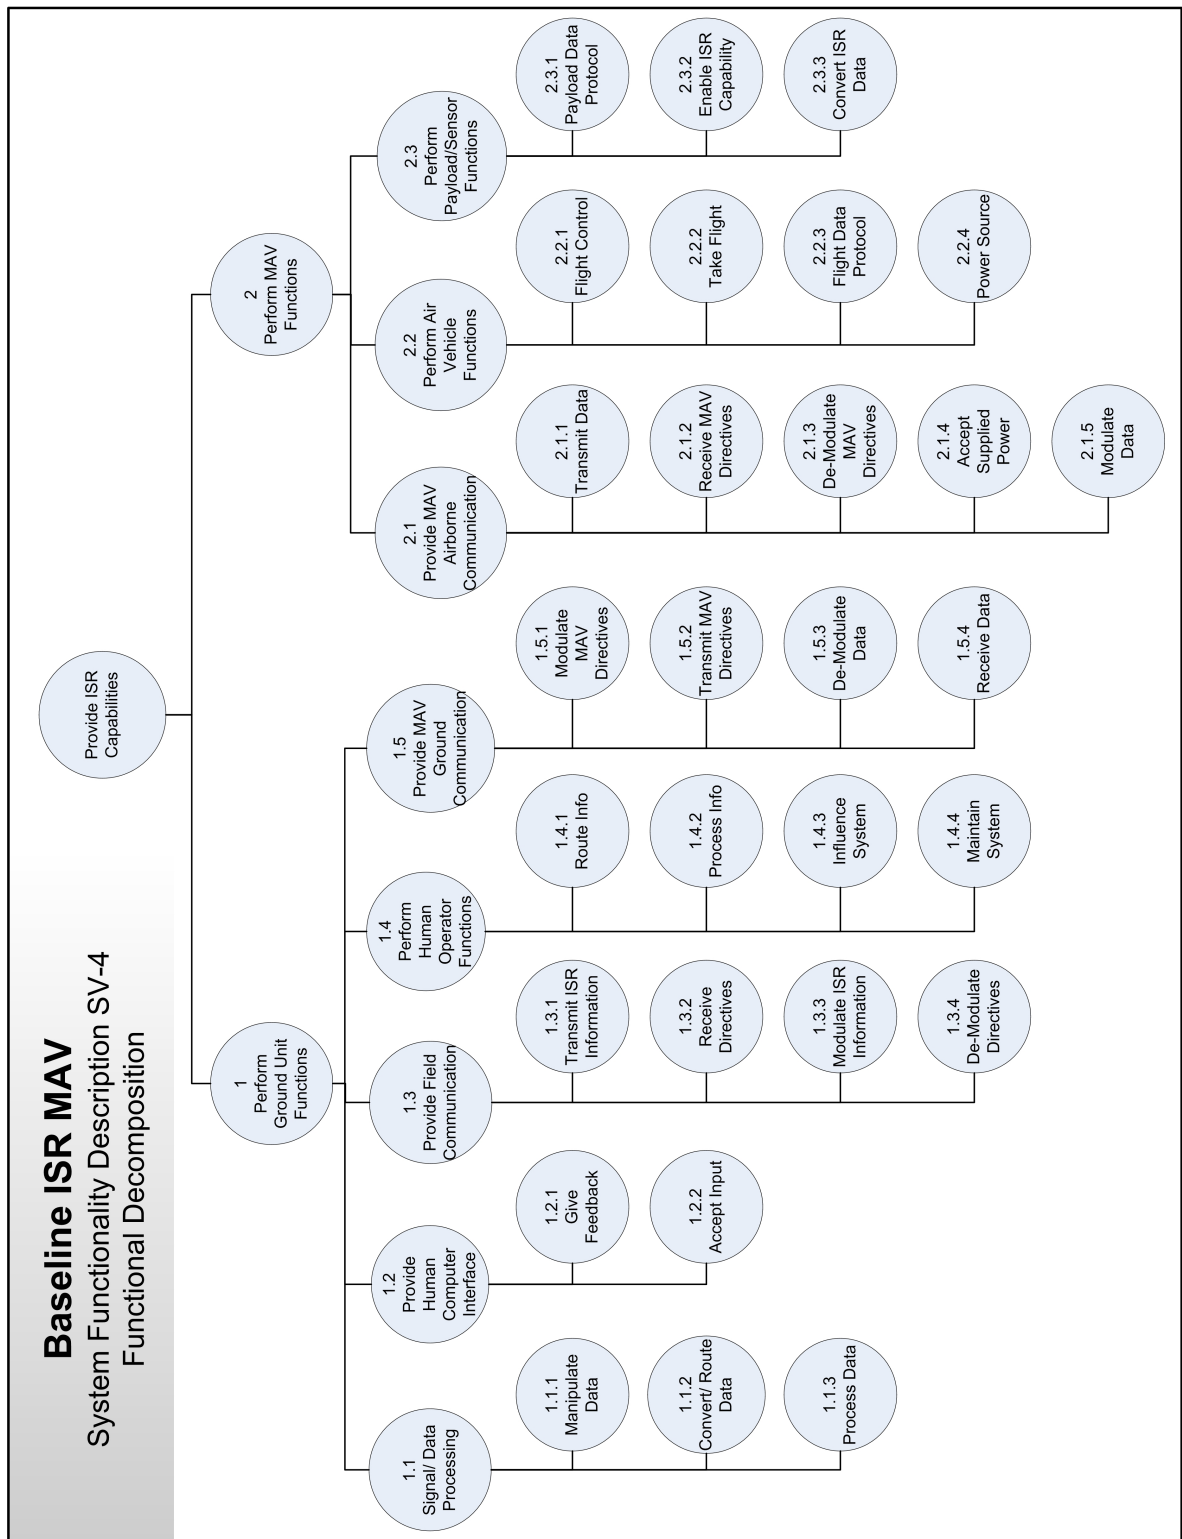 Baseline ISR MAV
System Functionality Description SV-4
Functional Decomposition
Provide ISR
Capabilities
1
Perform
Ground Unit
Functions
2
Perform MAV
Functions
1.1
Signal/ Data
Processing
1.2
Provide
Human
Computer
Interface
1.3
Provide Field
Communication
1.4
Perform
Human
Operator
Functions
1.5
Provide MAV
Ground
Communication
2.1
Provide MAV
Airborne
Communication
2.2
Perform Air
Vehicle
Functions
2.3
Perform
Payload/Sensor
Functions
1.1.1
Manipulate
Data
1.1.2
Convert/ Route
Data
1.1.3
Process Data
1.2.1
Give
Feedback
1.2.2
Accept Input
1.3.1
Transmit ISR
Information
1.3.2
Receive
Directives
1.3.3
Modulate ISR
Information
1.3.4
De-Modulate
Directives
1.4.1
Route Info
1.4.2
Process Info
1.4.3
Influence
System
1.4.4
Maintain
System
1.5.1
Modulate
MAV
Directives
1.5.2
Transmit MAV
Directives
1.5.3
De-Modulate
Data
1.5.4
Receive Data
2.1.1
Transmit Data
2.1.2
Receive MAV
Directives
2.1.3
De-Modulate
MAV
Directives
2.1.4
Accept
Supplied
Power
2.1.5
Modulate
Data
2.2.1
Flight Control
2.2.2
Take Flight
2.2.3
Flight Data
Protocol
2.2.4
Power Source
2.3.1
Payload Data
Protocol
2.3.2
Enable ISR
Capability
2.3.3
Convert ISR
Data